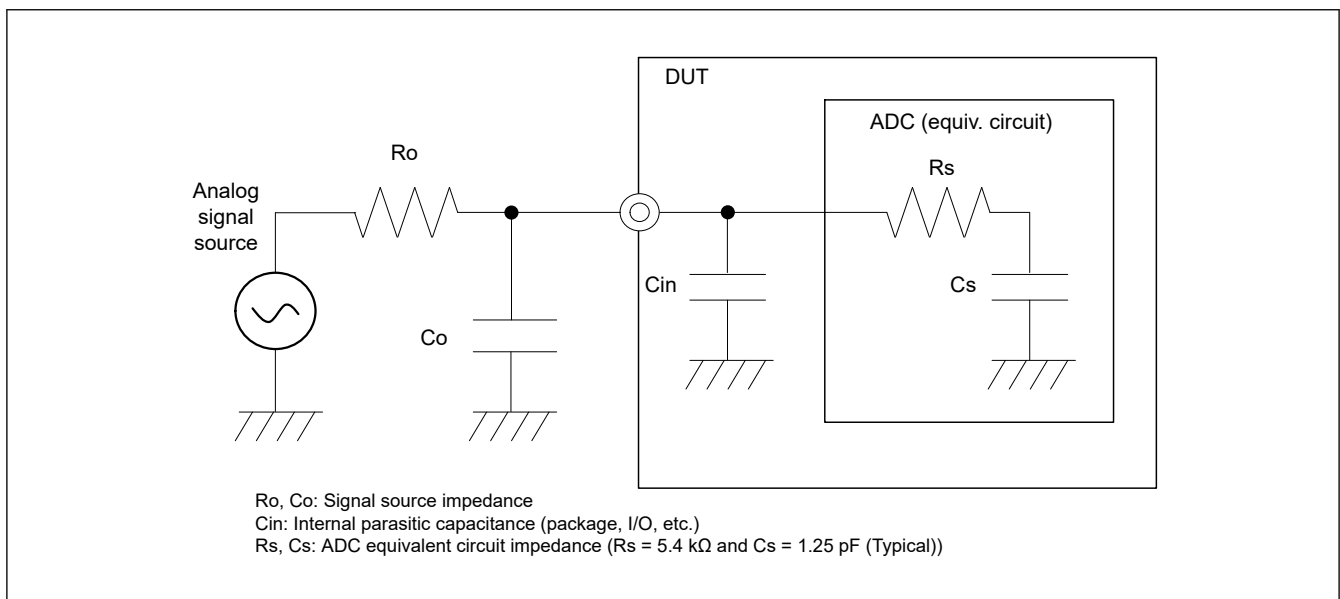 DUT
ADC (equiv. circuit)
Ro
Rs
Analog
signal
source
Cin
Cs
Co
Ro, Co: Signal source impedance
Cin: Internal parasitic capacitance (package, I/O, etc.)
Rs, Cs: ADC equivalent circuit impedance (Rs = 5.4 kΩ and Cs = 1.25 pF (Typical))